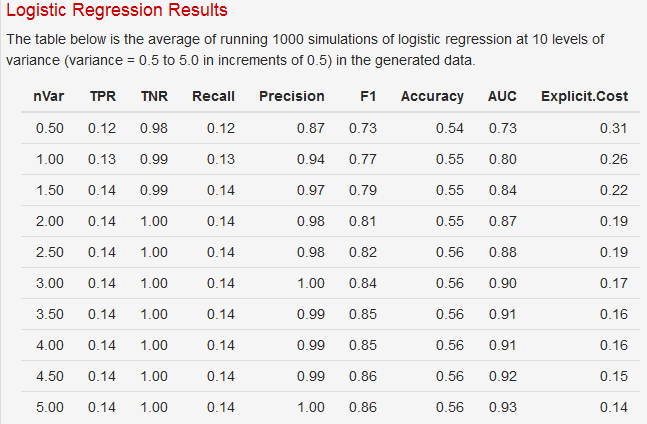 Logistic Regression Results
The table below is the average of running 1000 simulations of logistic regression at 10 levels of
variance (variance = 0.5 to 5.0 in increments of 0.5) in the generated data.
nVar TPR TNR Recall Precision F1 Accuracy AUC Explicit.Cost
0.50 0.12 0.98 0.12 0.87 0.73 0.54 0.73 0.31
1.00 0.13 0.99 0.13 0.94 0.77 0.55 0.80 0.26
1.50 0.14 0.99 0.14 0.97 0.79 0.55 0.84 0.22
2.00 0.14 1.00 0.14 0.98 0.81 0.55 0.87 0.19
2.50 0.14 1.00 0.14 0.98 0.82 0.56 0.88 0.19
3.00 0.14 1.00 0.14 1.00 0.84 0.56 0.90 0.17
3.50 0.14 1.00 0.14 0.99 0.85 0.56 0.91 0.16
4.00 0.14 1.00 0.14 0.99 0.85 0.56 0.91 0.16
4.50 0.14 1.00 0.14 0.99 0.86 0.56 0.92 0.15
5.00 0.14 1.00 0.14 1.00 0.86 0.56 0.93 0.14